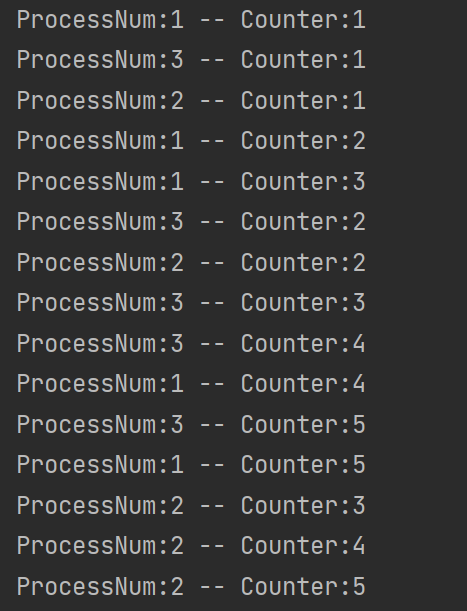 ProcessNum:1 -- Counter:1
ProcessNum:3 -- Counter:1
ProcessNum:2 -- Counter:1
ProcessNum:1 -- Counter:2
ProcessNum:1 -- Counter:3
ProcessNum:3 -- Counter:2
ProcessNum:2 -- Counter:2
ProcessNum:3 -- Counter:3
ProcessNum:3 -- Counter:4
ProcessNum:1 -- Counter:4
ProcessNum:3 -- Counter:5
ProcessNum:1 -- Counter:5
ProcessNum:2 -- Counter:3
ProcessNum:2 -- Counter:4
ProcessNum:2 -- Counter:5